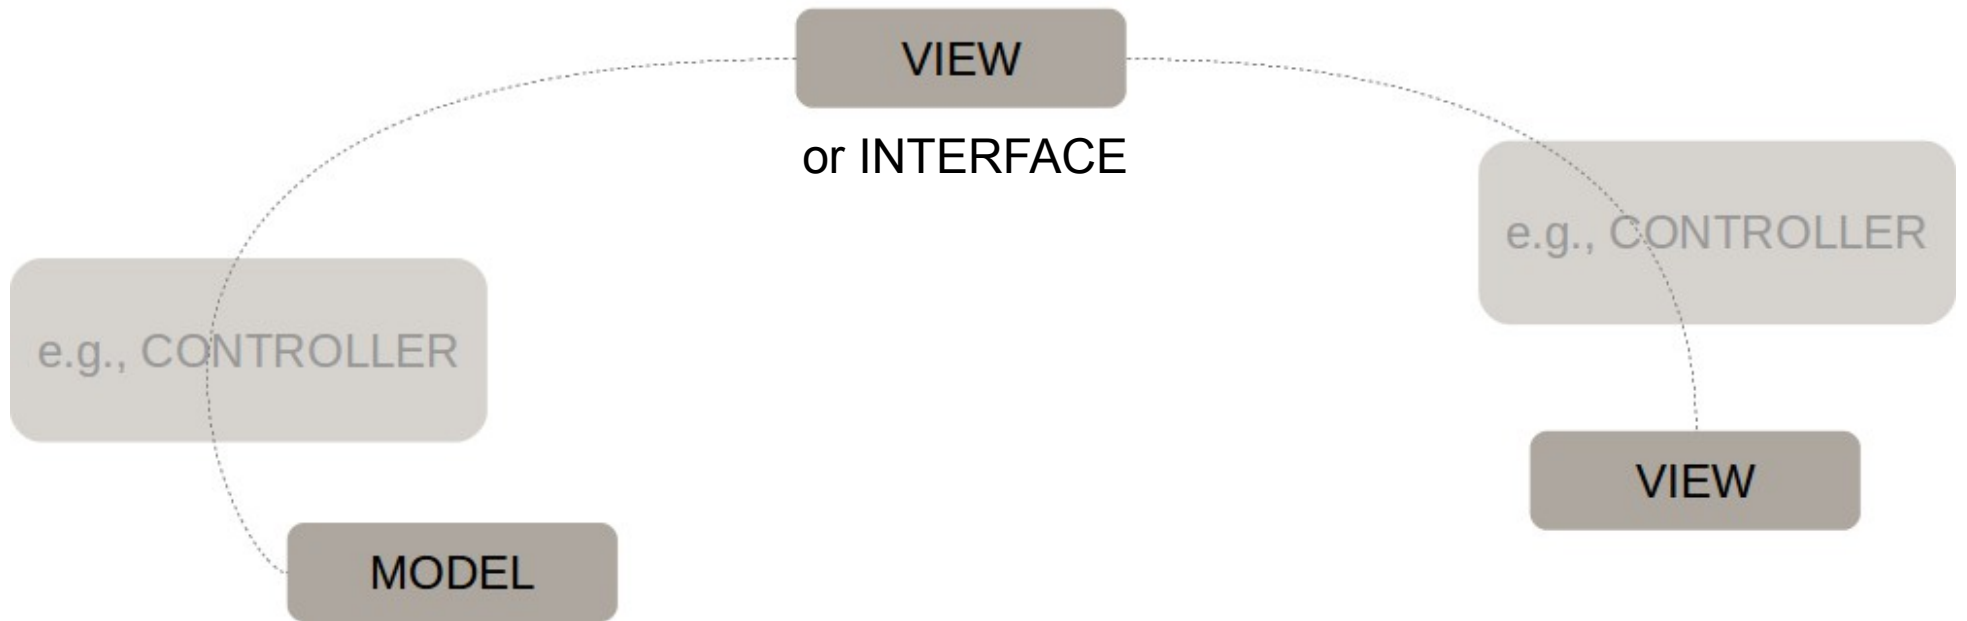 VIEW
or INTERFACE
e.g., CONTROLLER
e.g., CONTROLLER
VIEW
MODEL